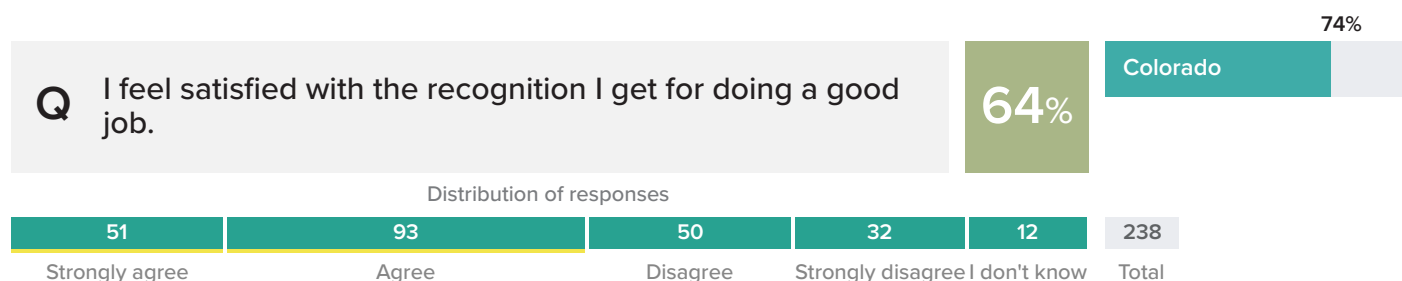 74%
Q
I feel satisfied with the recognition I get for doing a good
job.
64%
Colorado
Distribution of responses
51 93 50 32 12 238
Strongly agree Agree Disagree Strongly disagree I don't know Total